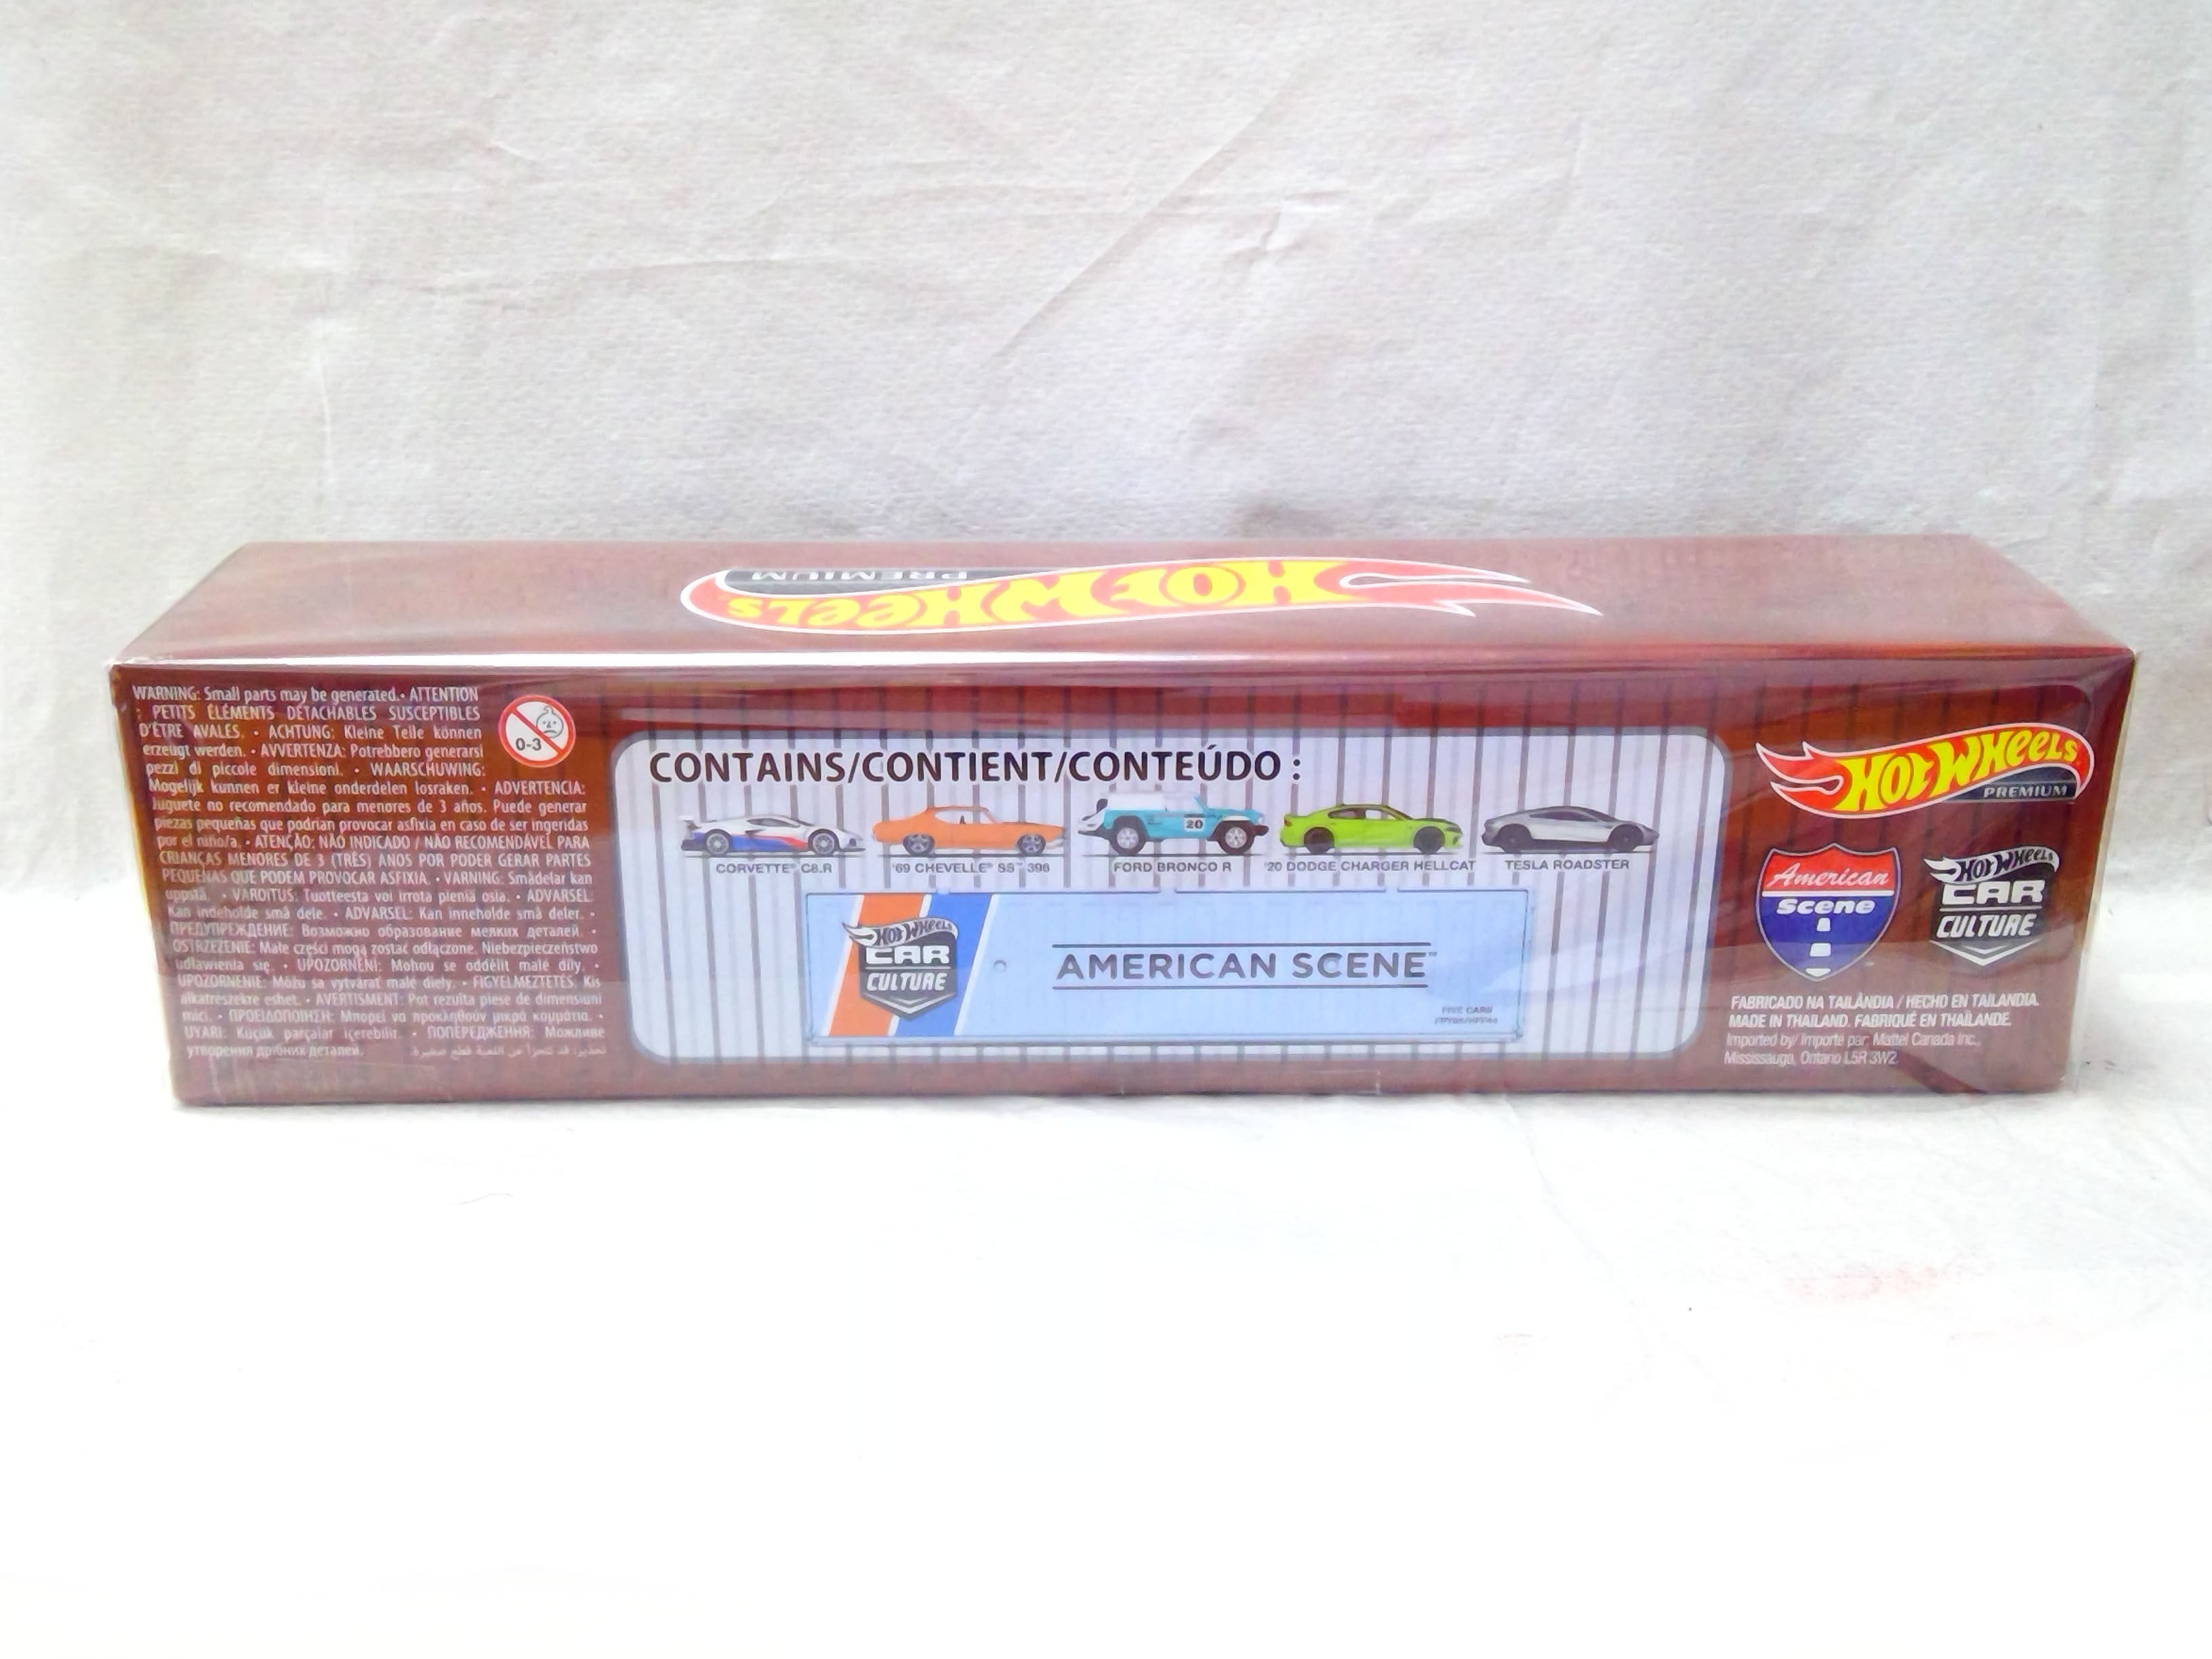 HOT WHEELS
PREMIUM
WARNING: Small parts may be generated. • ATTENTION
: PETITS ÉLÉMENTS DÉTACHABLES SUSCEPTIBLES
D'ÊTRE AVALÉS. • ACHTUNG: Kleine Teile können
erzeugt werden. • AVVERTENZA: Potrebbero generarsi
pezzi di piccole dimensioni. • WAARSCHUWING:
Mogelijk kunnen er kleine onderdelen losraken. • ADVERTENCIA:
Juguete no recomendado para menores de 3 años. Puede generar
piezas pequeñas que podrían provocar asfixia en caso de ser ingeridas
por el niño/a. • ATENÇÃO: NÃO INDICADO / NÃO RECOMENDÁVEL PARA
CRIANÇAS MENORES DE 3 (TRÊS) ANOS POR PODER GERAR PARTES
PEQUENAS QUE PODEM PROVOCAR ASFIXIA. • VARNING: Smådelar kan
uppstå. • VAROITUS: Tuotteesta voi irrota pieniä osia. • ADVARSEL:
Kan indeholde små dele. • ADVARSEL: Kan inneholde små deler. •
ПРЕДУПРЕЖДЕНИЕ: Возможно образование мелких деталей. •
OSTRZEŻENIE: Małe części mogą zostać odłączone. Niebezpieczeństwo
udławienia się. • UPOZORNĚNÍ: Mohou se oddělit malé díly. •
UPOZORNENIE: Môžu sa vytvárať malé diely. • FIGYELMEZTETÉS: Kis
alkatrészekre eshet. • AVERTISMENT: Pot rezulta piese de dimensiuni
mici. • ΠΡΟΕΙΔΟΠΟΙΗΣΗ: Μπορεί να προκληθούν μικρά κομμάτια. •
UYARI: Küçük parçalar içerebilir. • ПОПЕРЕДЖЕННЯ: Можливе
утворення дрібних деталей. تحذير: قد تتجزأ عن اللعبة قطع صغيرة.
0-3
CONTAINS/CONTIENT/CONTEÚDO :
CORVETTE® C8.R
'69 CHEVELLE® SS™ 396
FORD BRONCO R
'20 DODGE CHARGER HELLCAT
TESLA ROADSTER
HOT WHEELS
CAR
CULTURE
AMERICAN SCENE™
HOT WHEELS
PREMIUM
American
Scene
HOT WHEELS
CAR
CULTURE
FABRICADO NA TAILÂNDIA / HECHO EN TAILANDIA.
MADE IN THAILAND. FABRIQUÉ EN THAÏLANDE.
Imported by/ Importé par: Mattel Canada Inc.,
Mississauga, Ontario L5R 3W2.